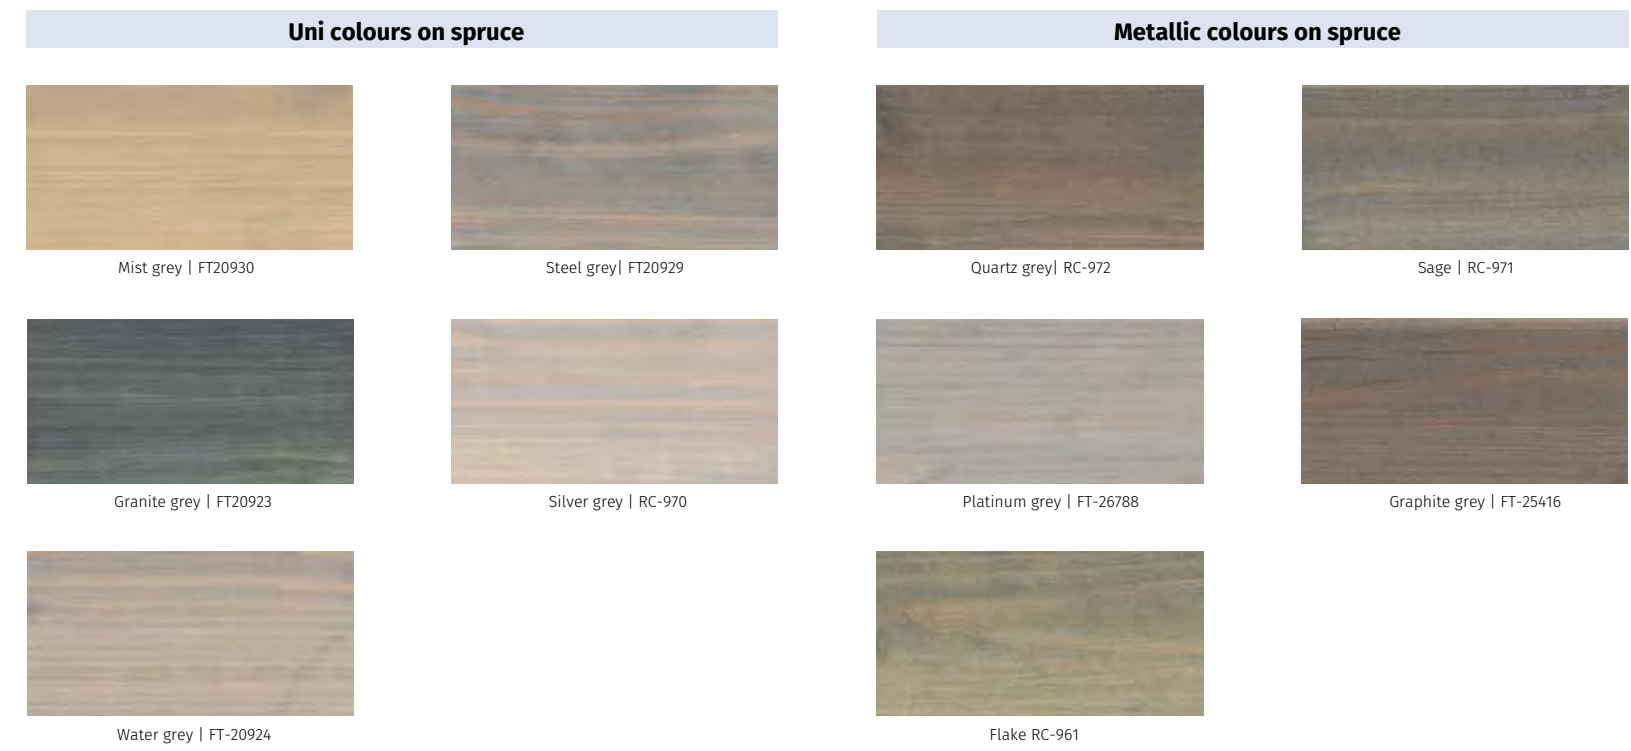 Uni colours on spruce
Metallic colours on spruce
Mist grey | FT20930
Steel grey| FT20929
Quartz grey| RC-972
Sage | RC-971
Granite grey | FT20923
Silver grey | RC-970
Platinum grey | FT-26788
Graphite grey | FT-25416
Water grey | FT-20924
Flake RC-961